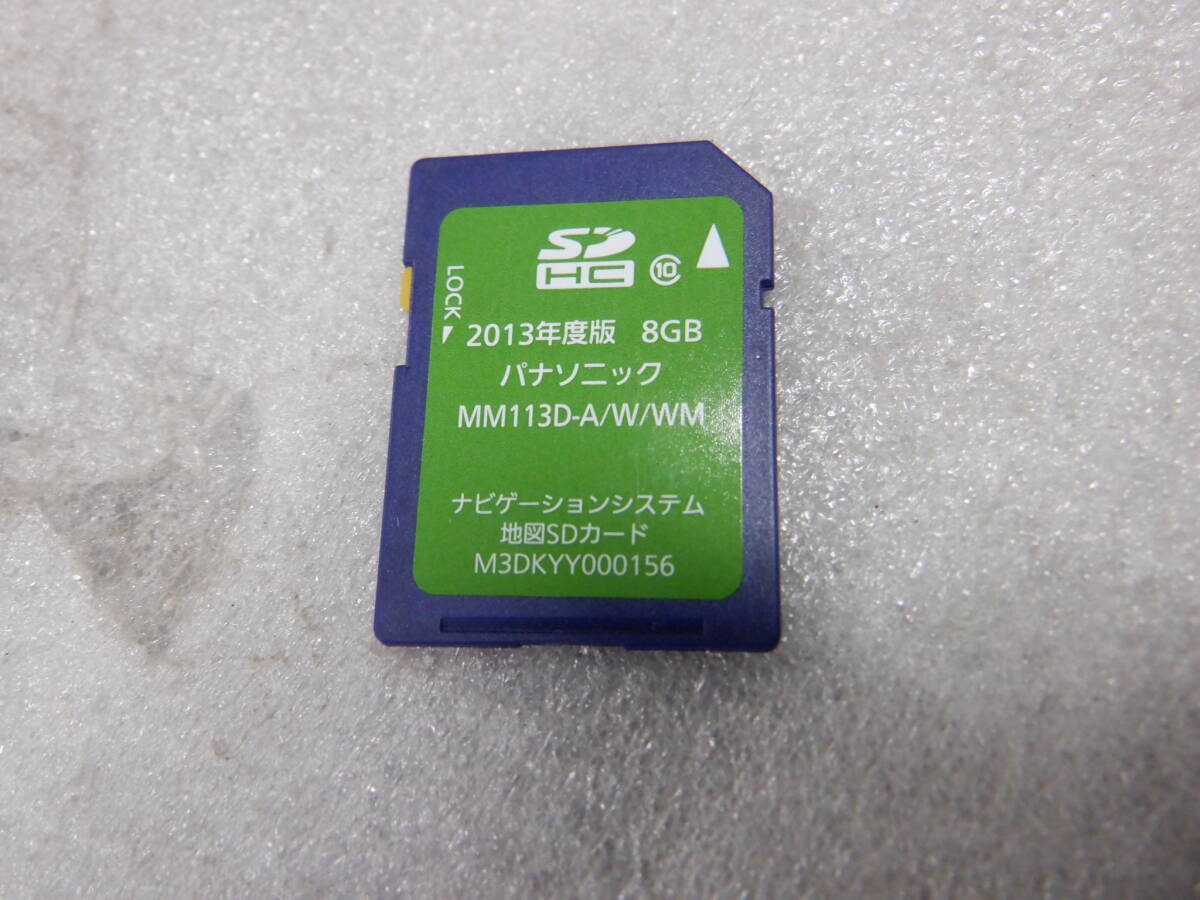 SD
HC 10
LOCK
2013年度版 8GB
パナソニック
MM113D-A/W/WM
ナビゲーションシステム
地図SDカード
M3DKYY000156